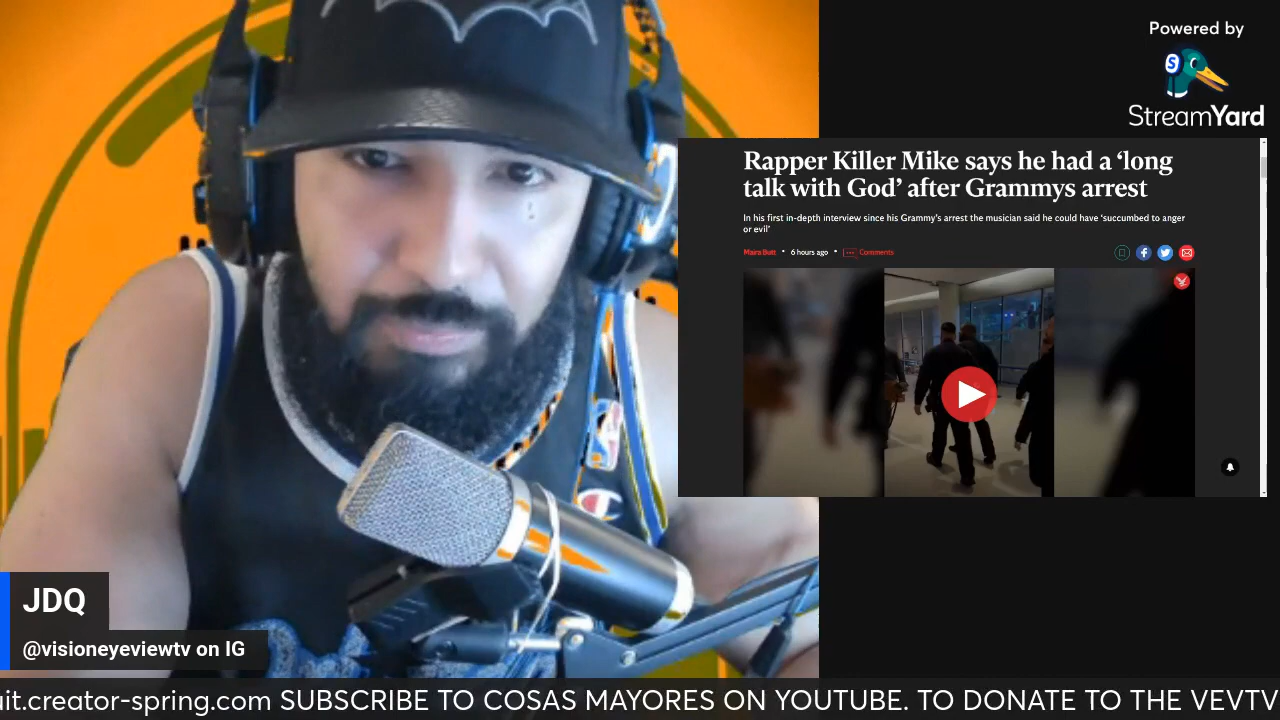 Powered by
StreamYard
Rapper Killer Mike says he had a ‘long
talk with God’ after Grammys arrest
In his first in-depth interview since his Grammy's arrest the musician said he could have ‘succumbed to anger
or evil’
Maira Butt • 6 hours ago • Comments
JDQ
@visioneyeviewtv on IG
uit.creator-spring.com SUBSCRIBE TO COSAS MAYORES ON YOUTUBE. TO DONATE TO THE VEVTV